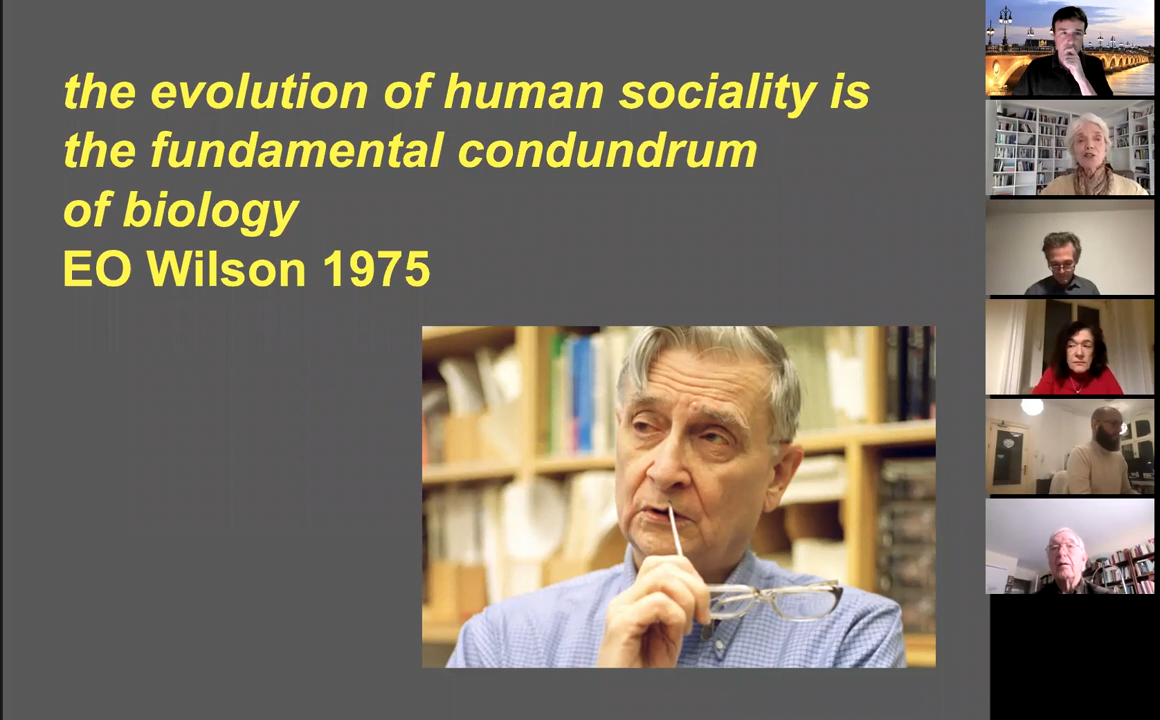 the evolution of human sociality is
the fundamental condundrum
of biology
EO Wilson 1975